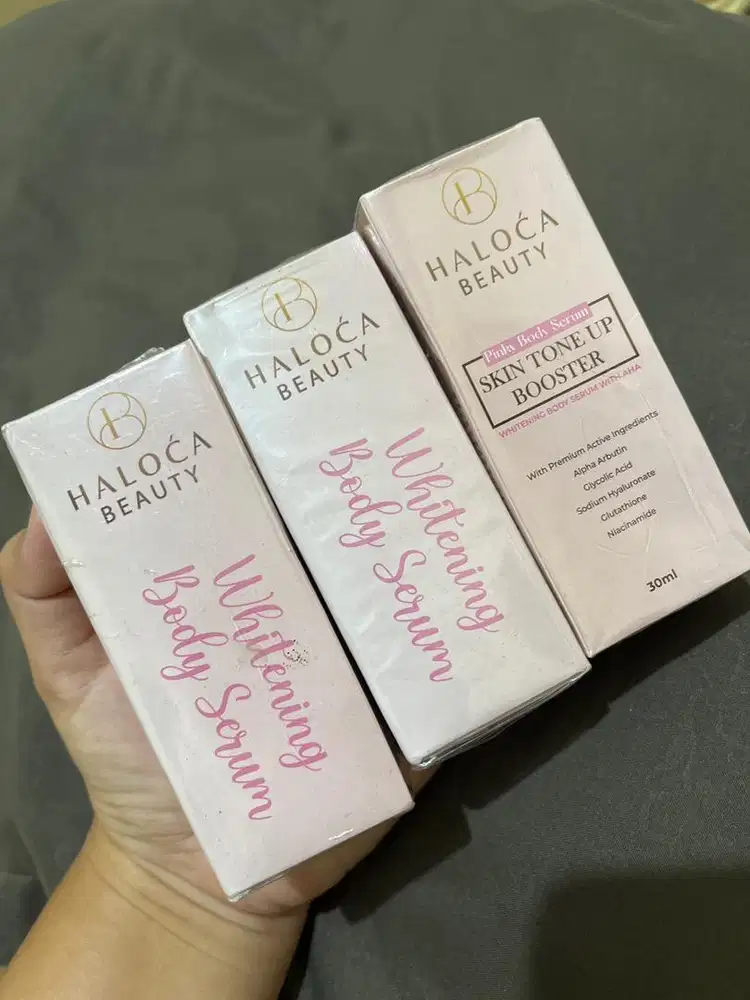 HALOĆA
BEAUTY
Whitening
Body Serum
HALOĆA
BEAUTY
Whitening
Body Serum
HALOĆA
BEAUTY
Pinky Body Serum
SKIN TONE UP
BOOSTER
WHITENING BODY SERUM WITH AHA
With Premium Active Ingredients
Alpha Arbutin
Glycolic Acid
Sodium Hyaluronate
Glutathione
Niacinamide
30ml